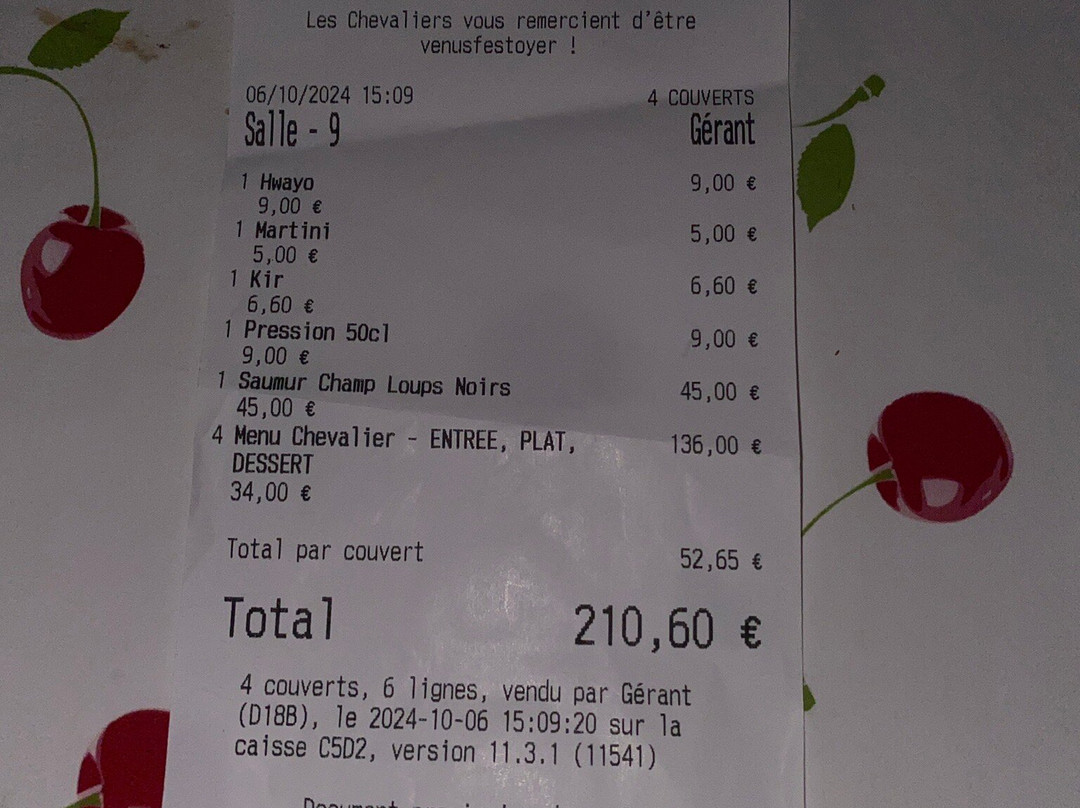 Les Chevaliers vous remercient d'être
venusfestoyer !
06/10/2024 15:09 4 COUVERTS
Salle - 9 Gérant
1 Hwayo 9,00 €
9,00 €
1 Martini 5,00 €
5,00 €
1 Kir 6,60 €
6,60 €
1 Pression 50cl 9,00 €
9,00 €
1 Saumur Champ Loups Noirs 45,00 €
45,00 €
4 Menu Chevalier - ENTREE, PLAT, 136,00 €
DESSERT
34,00 €
Total par couvert 52,65 €
Total 210,60 €
4 couverts, 6 lignes, vendu par Gérant
(D18B), le 2024-10-06 15:09:20 sur la
caisse C5D2, version 11.3.1 (11541)